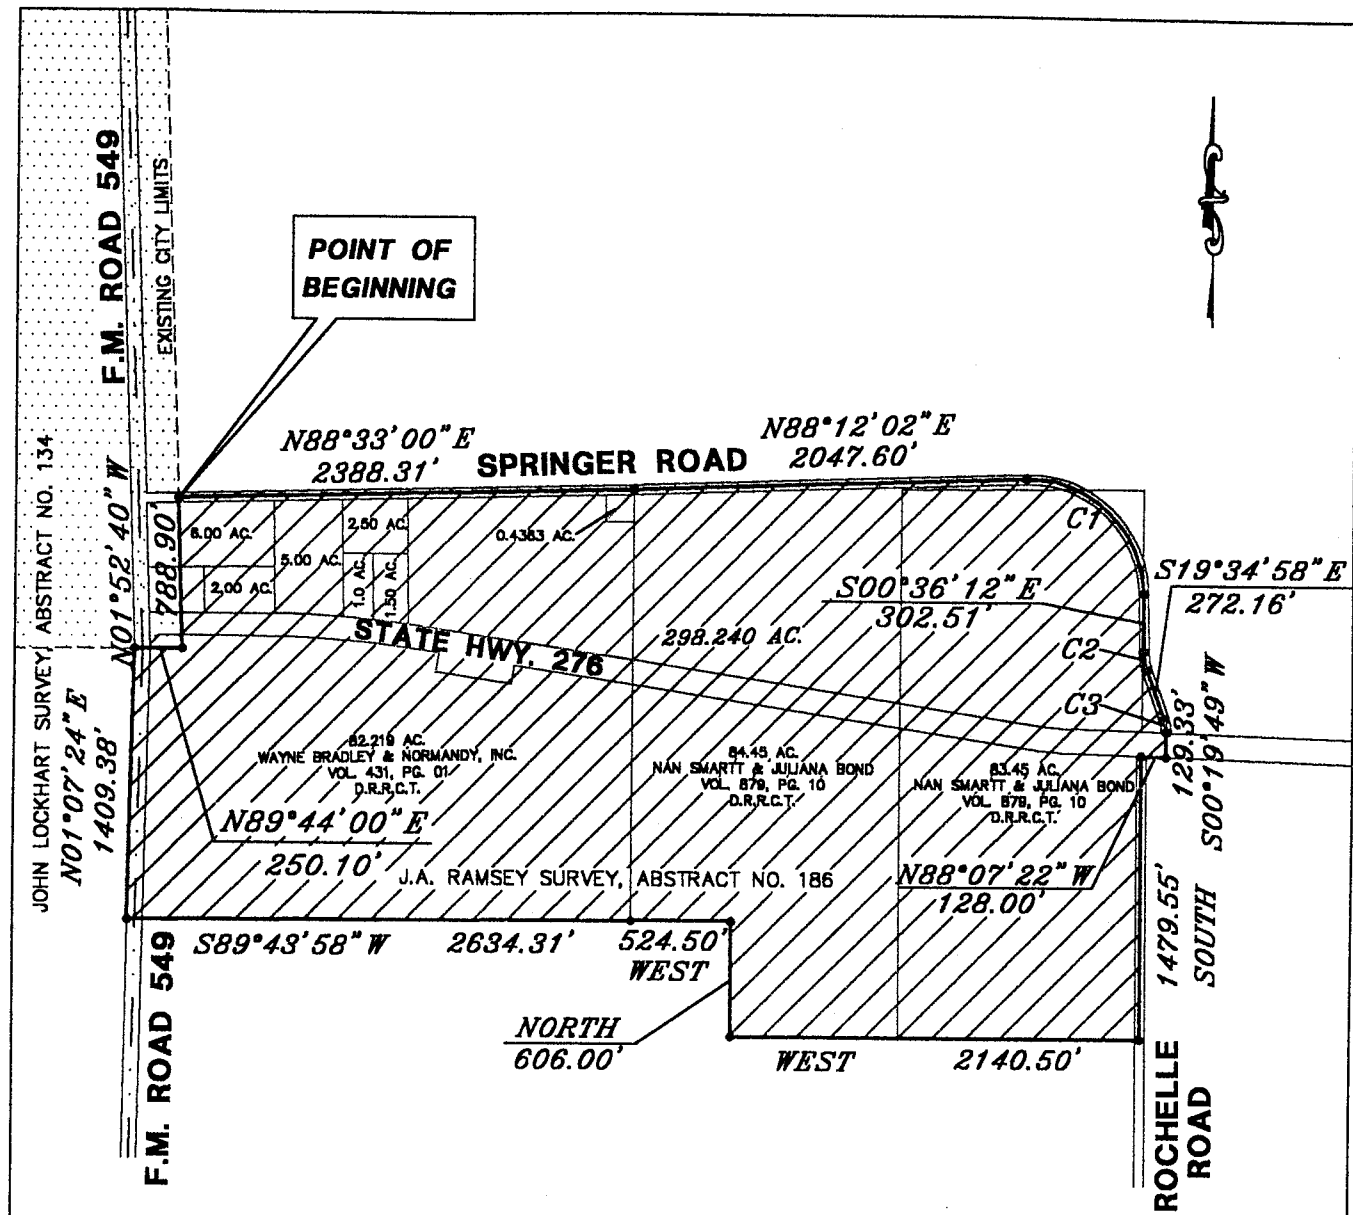 F.M. ROAD 549
EXISTING CITY LIMITS
POINT OF
BEGINNING
JOHN LOCKHART SURVEY, ABSTRACT NO. 134
N01°52'40"W
788.90'
N88°33'00"E
2388.31'
SPRINGER ROAD
N88°12'02"E
2047.60'
C1
6.00 AC.
2.00 AC.
5.00 AC.
2.50 AC.
1.0 AC.
1.50 AC.
0.4383 AC.
S00°36'12"E
302.51'
S19°34'58"E
272.16'
C2
C3
298.240 AC.
STATE HWY. 276
129.33'
S00°19'49"W
N01°07'24"E
1409.38'
82.219 AC.
WAYNE BRADLEY & NORMANDY, INC.
VOL. 431, PG. 01
D.R.R.C.T.
84.45 AC.
NAN SMARTT & JULIANA BOND
VOL. 879, PG. 10
D.R.R.C.T.
83.45 AC.
NAN SMARTT & JULIANA BOND
VOL. 879, PG. 10
D.R.R.C.T.
N89°44'00"E
250.10'
J.A. RAMSEY SURVEY, ABSTRACT NO. 186
N88°07'22"W
128.00'
1479.55'
SOUTH
S89°43'58"W 2634.31'
524.50'
WEST
F.M. ROAD 549
NORTH
606.00'
WEST 2140.50'
ROCHELLE
ROAD